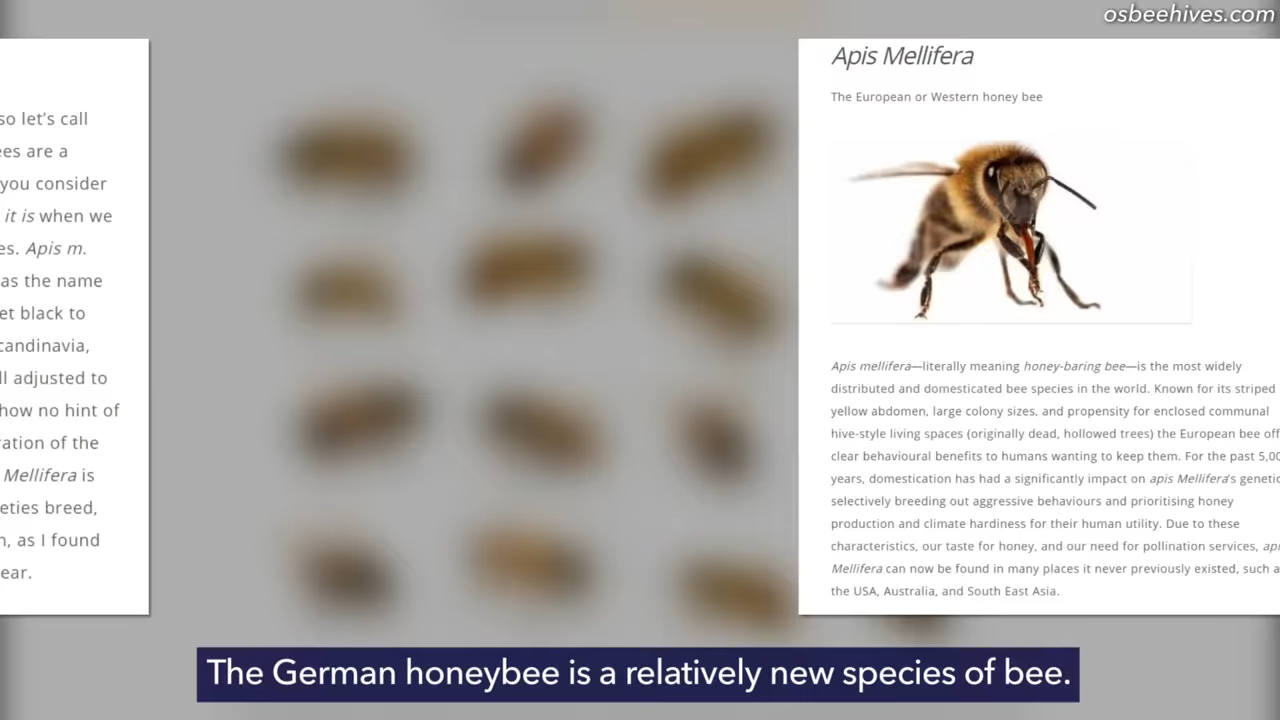 osbeehives.com
so let's call
ees are a
you consider
it is when we
es. Apis m.
as the name
et black to
candinavia,
ll adjusted to
how no hint of
ration of the
Mellifera is
eties breed,
n, as I found
ear.
Apis Mellifera
The European or Western honey bee
Apis mellifera—literally meaning honey-baring bee—is the most widely
distributed and domesticated bee species in the world. Known for its striped
yellow abdomen, large colony sizes, and propensity for enclosed communal
hive-style living spaces (originally dead, hollowed trees) the European bee off
clear behavioural benefits to humans wanting to keep them. For the past 5,00
years, domestication has had a significantly impact on apis Mellifera's genetic
selectively breeding out aggressive behaviours and prioritising honey
production and climate hardiness for their human utility. Due to these
characteristics, our taste for honey, and our need for pollination services, api
Mellifera can now be found in many places it never previously existed, such a
the USA, Australia, and South East Asia.
The German honeybee is a relatively new species of bee.